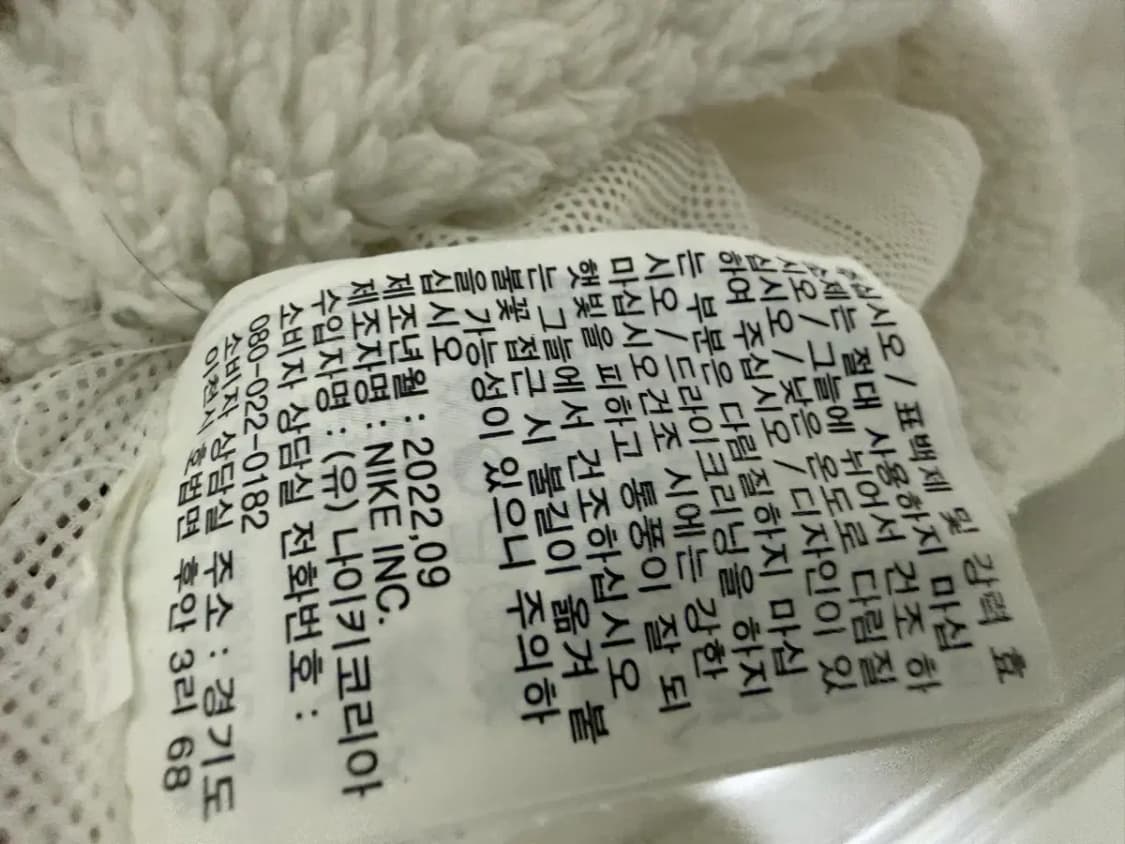 십시오 / 표백제 및 강력 효
소제는 절대 사용하지 마십
시오 / 그늘에 뉘어서 건조 하
십시오 / 낮은 온도로 다림질
하여 주십시오 / 디자인이 있
는 부분은 다림질하지 마십
시오 / 드라이크리닝을 하지
마십시오건조 시에는 강한
햇빛을 피하고 통풍이 잘 되
는 그늘에서 건조하십시오
불꽃 접근 시 불길이 옮겨 붙
을 가능성이 있으니 주의하
십시오
제조년월 : 2022,09
제조자명 : NIKE INC.
수입자명 : (유) 나이키코리아
소비자 상담실 전화번호 :
080-022-0182
소비자 상담실 주소 : 경기도
이천시 호법면 후안 3리 68